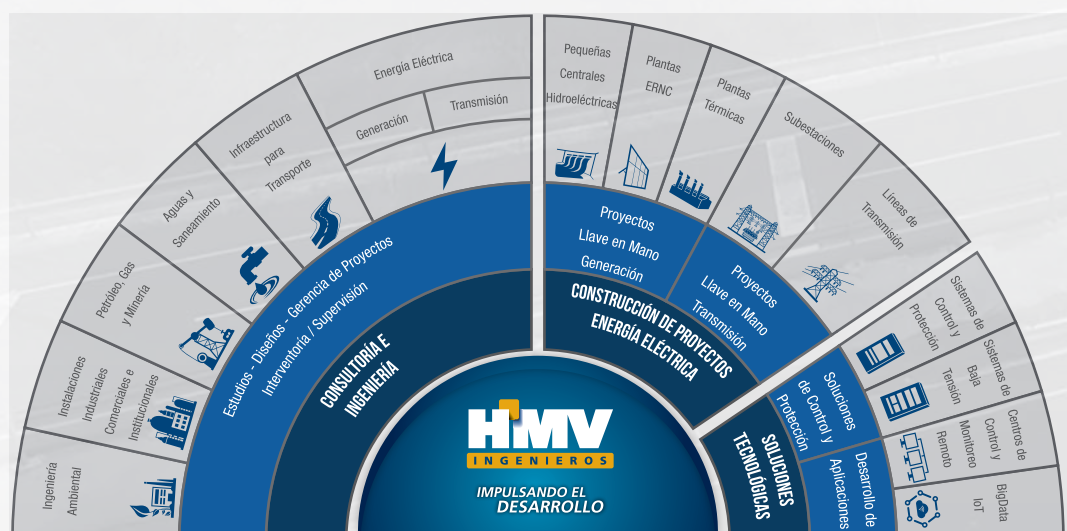 Ingeniería
Ambiental
Instalaciones
Industriales
Comerciales e
Institucionales
Petróleo, Gas
y Minería
Aguas y
Saneamiento
Infraestructura
para
Transporte
Energía Eléctrica
Generación
Transmisión
Estudios - Diseños - Gerencia de Proyectos
Interventoría / Supervisión
CONSULTORÍA E
INGENIERIA
Pequeñas
Centrales
Hidroeléctricas
Plantas
ERNC
Plantas
Térmicas
Subestaciones
Líneas de
Transmisión
Proyectos
Llave en Mano
Generación
Proyectos
Llave en Mano
Transmisión
CONSTRUCCIÓN DE PROYECTOS
ENERGÍA ELÉCTRICA
Sistemas de
Control y
Protección
Sistemas de
Baja
Tensión
Centros de
Control y
Monitoreo
Remoto
BigData
IoT
Soluciones
de Control y
Protección
Desarrollo de
Aplicaciones
SOLUCIONES
TECNOLÓGICAS
HMV
INGENIEROS
IMPULSANDO EL
DESARROLLO